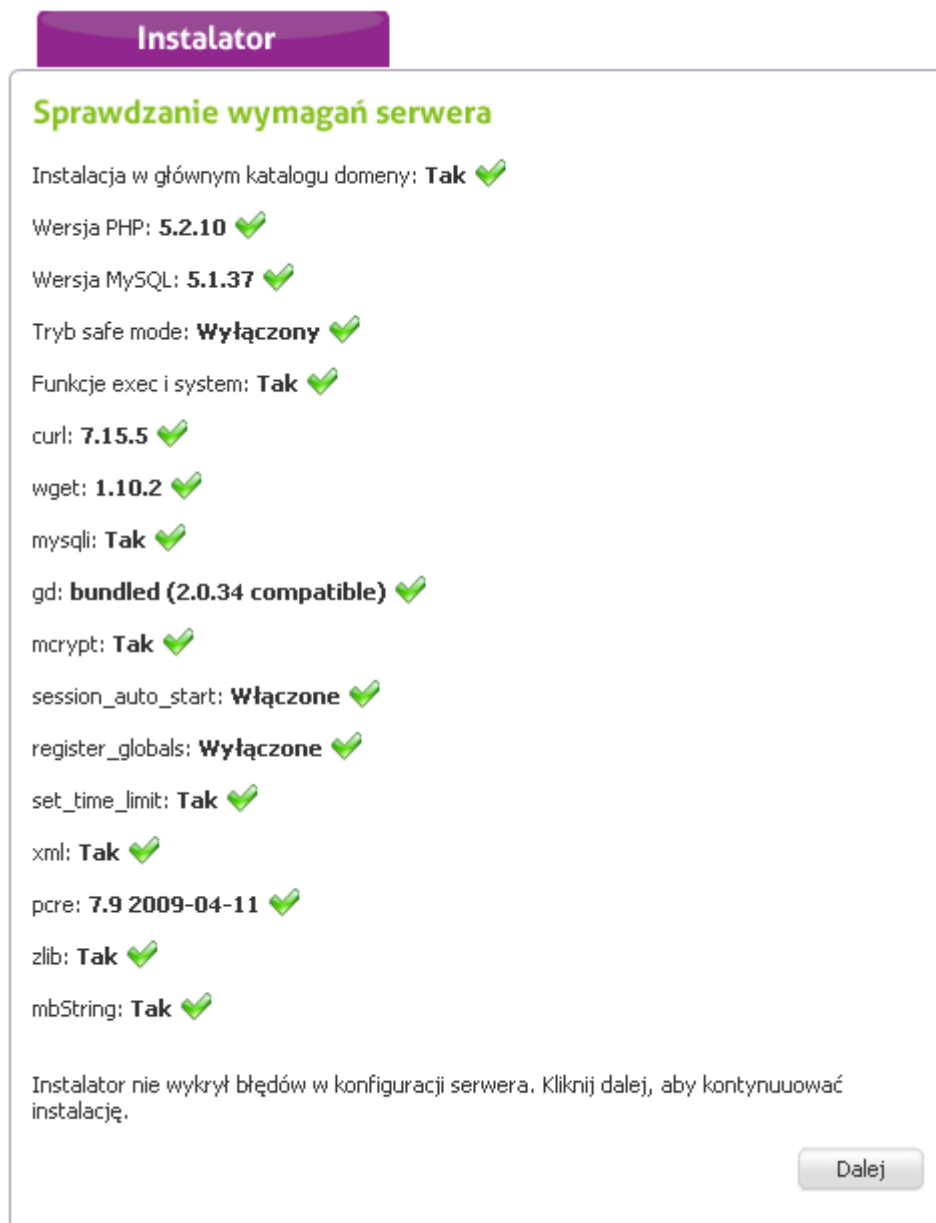 Instalator
Sprawdzanie wymagań serwera
Instalacja w głównym katalogu domeny: Tak
Wersja PHP: 5.2.10
Wersja MySQL: 5.1.37
Tryb safe mode: Wyłączony
Funkcje exec i system: Tak
curl: 7.15.5
wget: 1.10.2
mysqli: Tak
gd: bundled (2.0.34 compatible)
mcrypt: Tak
session_auto_start: Włączone
register_globals: Wyłączone
set_time_limit: Tak
xml: Tak
pcre: 7.9 2009-04-11
zlib: Tak
mbString: Tak
Instalator nie wykrył błędów w konfiguracji serwera. Kliknij dalej, aby kontynuuować
instalację.
Dalej